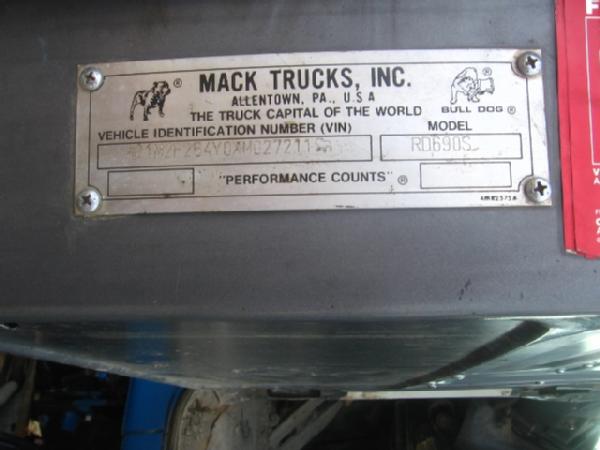 MACK TRUCKS, INC.
ALLENTOWN, PA., U.S.A
THE TRUCK CAPITAL OF THE WORLD
BULL DOG ®
VEHICLE IDENTIFICATION NUMBER (VIN)
MODEL
RD690S
"PERFORMANCE COUNTS" ®